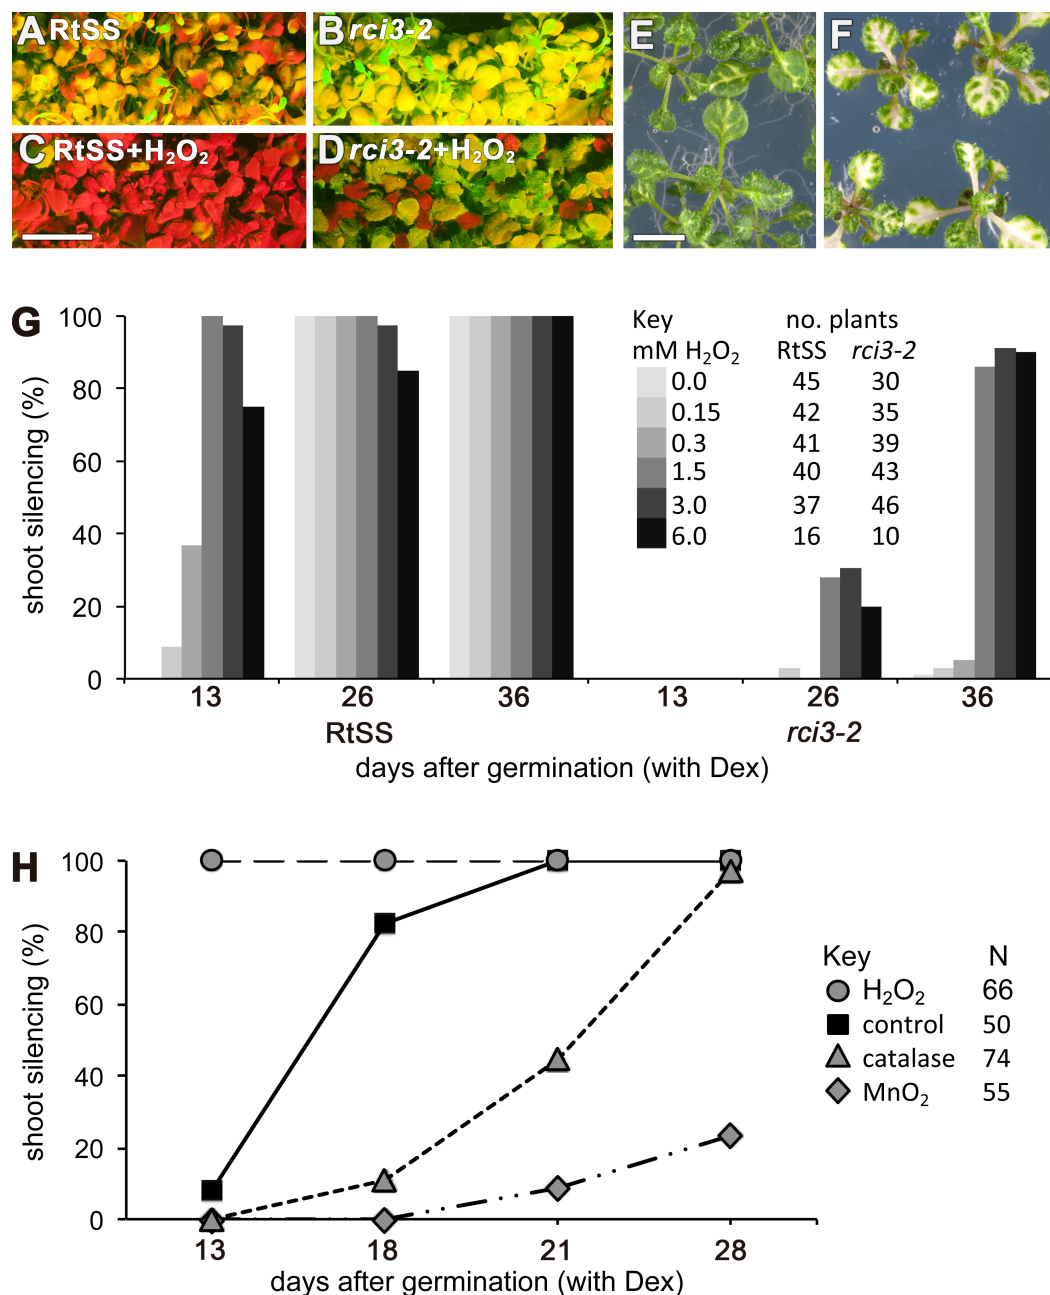 A RtSS
B rci3-2
C RtSS+H₂O₂
D rci3-2+H₂O₂
E
F
G
shoot silencing (%)
100
80
60
40
20
0
Key no. plants
mM H₂O₂ RtSS rci3-2
0.0 45 30
0.15 42 35
0.3 41 39
1.5 40 43
3.0 37 46
6.0 16 10
13 26 36 13 26 36
RtSS rci3-2
days after germination (with Dex)
H
shoot silencing (%)
100
80
60
40
20
0
Key N
H₂O₂ 66
control 50
catalase 74
MnO₂ 55
13 18 21 28
days after germination (with Dex)